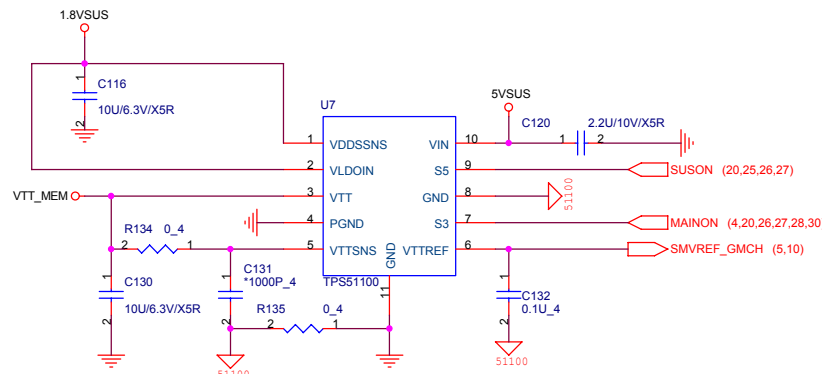 1.8VSUS
1
C116
10U/6.3V/X5R
2
U7
5VSUS
C120
2.2U/10V/X5R
1 VDDSSNS
VIN 10
1 2
2 VLDOIN
S5 9
SUSON (20,25,26,27)
VTT_MEM
3 VTT
GND 8
51100
4 PGND
S3 7
MAINON (4,20,26,27,28,30
R134 0_4
2 1
5 VTTSNS
VTTREF 6
SMVREF_GMCH (5,10)
GND
TPS51100
11
1
C130
10U/6.3V/X5R
2
1
C131
*1000P_4
2
R135 0_4
2 1
1
C132
0.1U_4
2
51100
51100